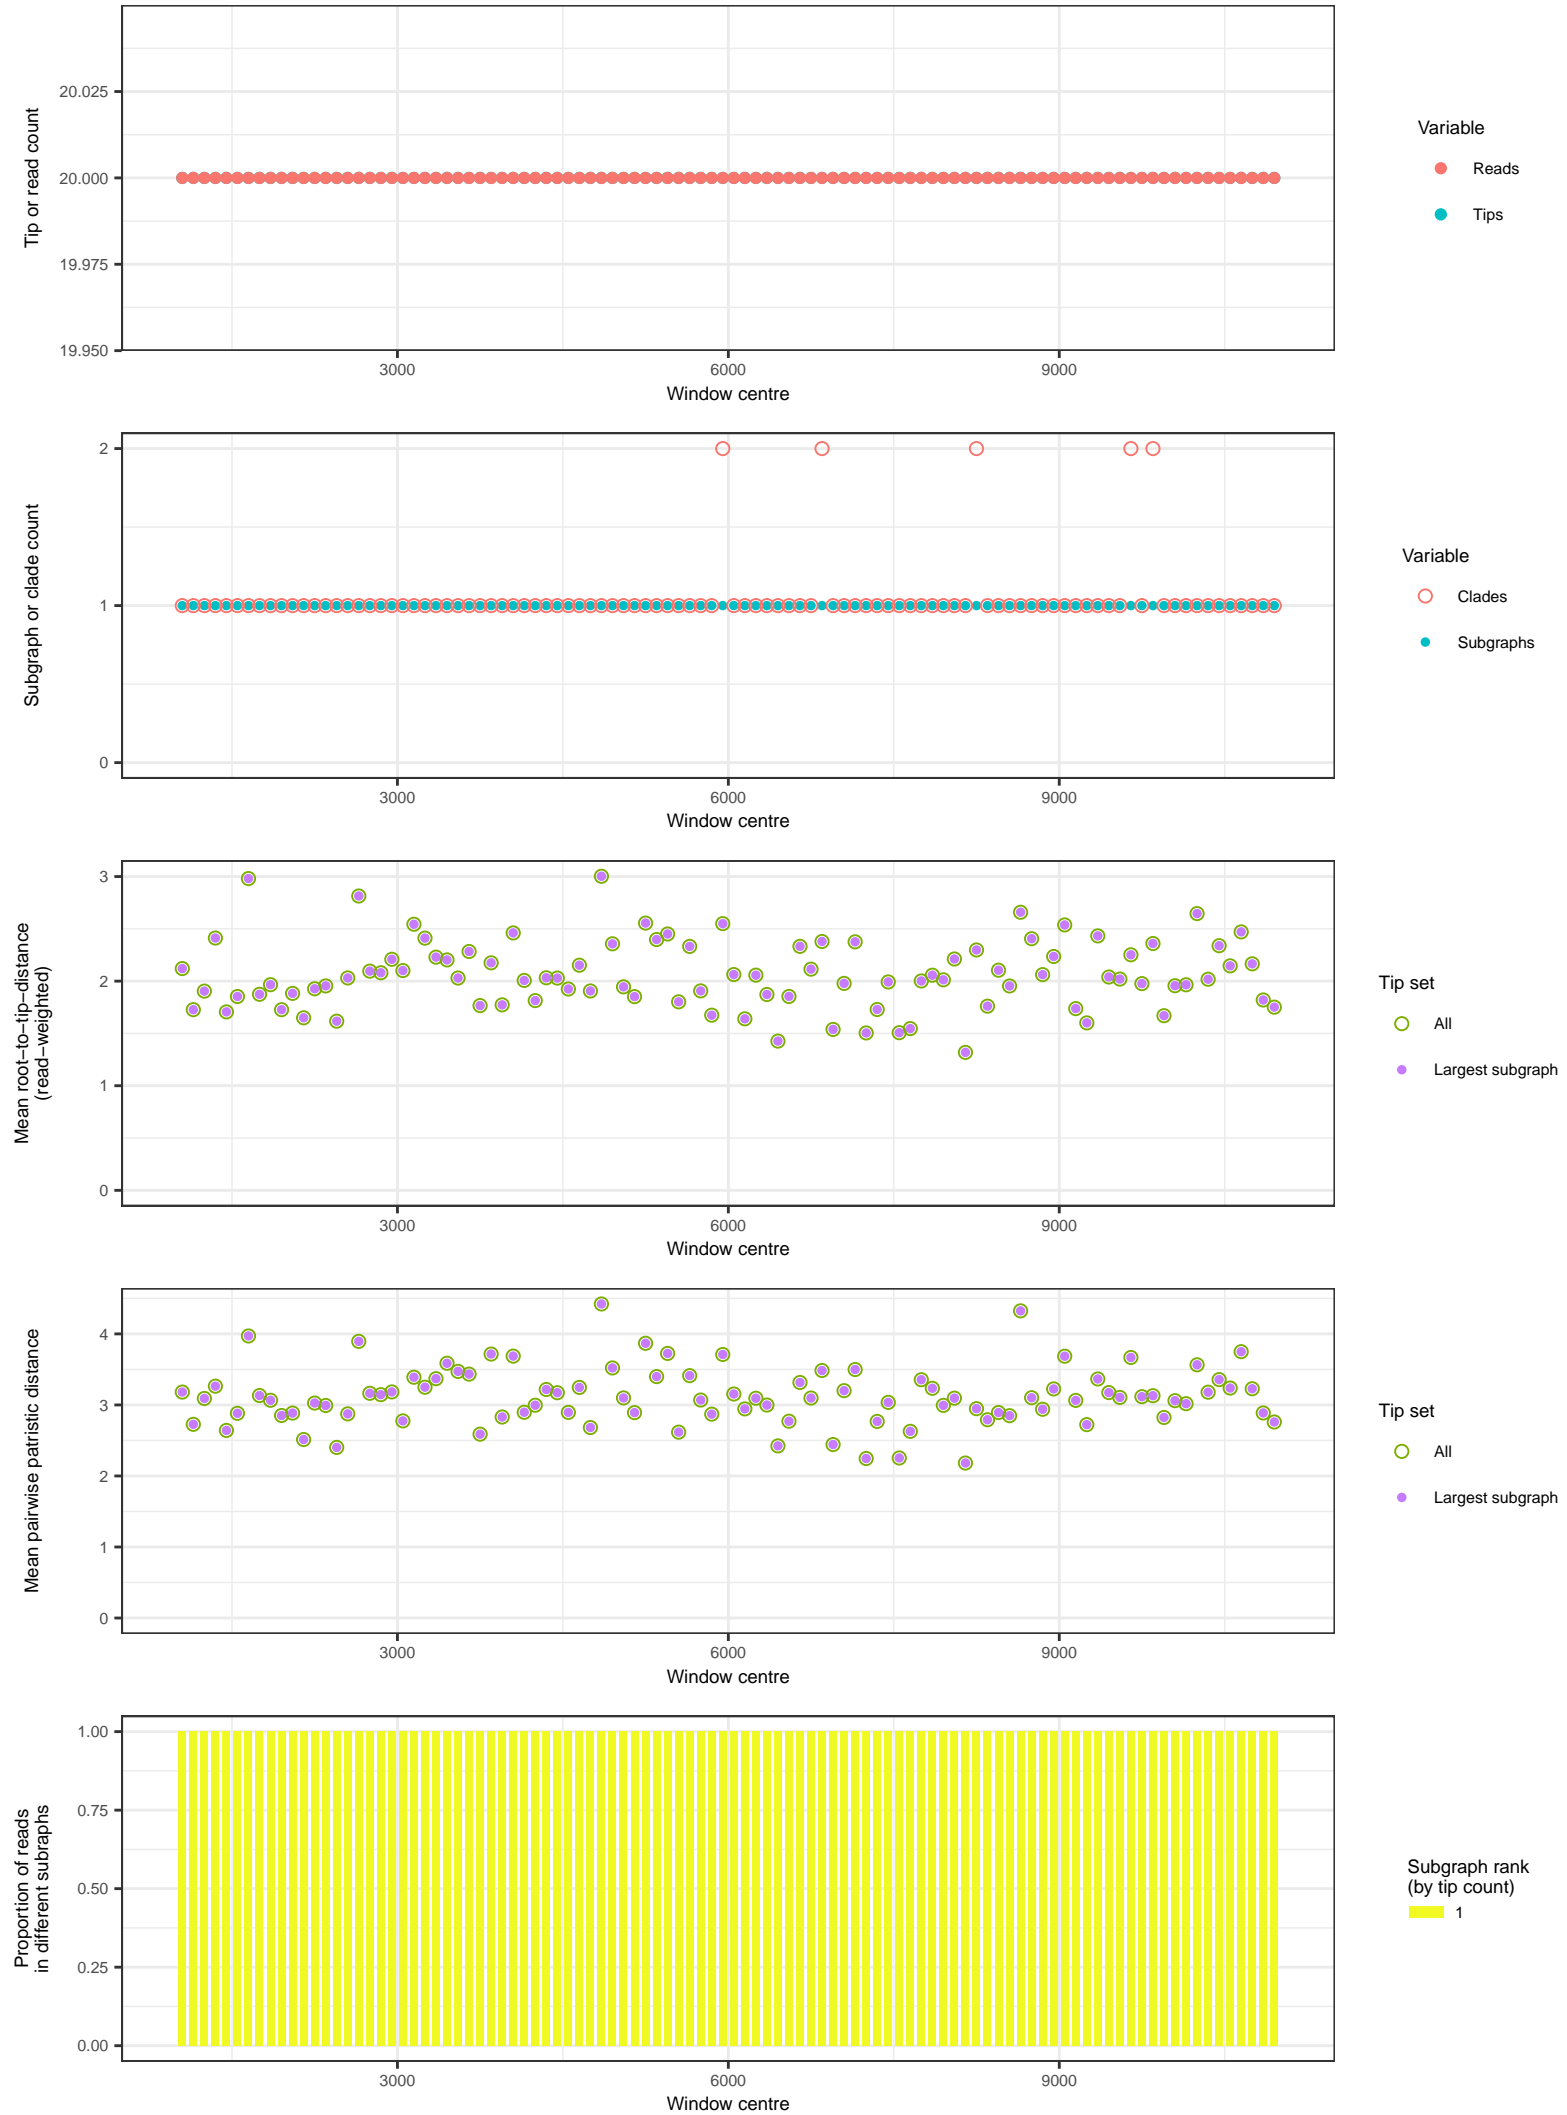 Tip or read count
20.025
20.000
19.975
19.950
3000
6000
9000
Window centre
Variable
Reads
Tips
Subgraph or clade count
2
1
0
3000
6000
9000
Window centre
Variable
Clades
Subgraphs
Mean root−to−tip−distance
(read−weighted)
3
2
1
0
3000
6000
9000
Window centre
Tip set
All
Largest subgraph
Mean pairwise patristic distance
4
3
2
1
0
3000
6000
9000
Window centre
Tip set
All
Largest subgraph
Proportion of reads
in different subraphs
1.00
0.75
0.50
0.25
0.00
3000
6000
9000
Window centre
Subgraph rank
(by tip count)
1